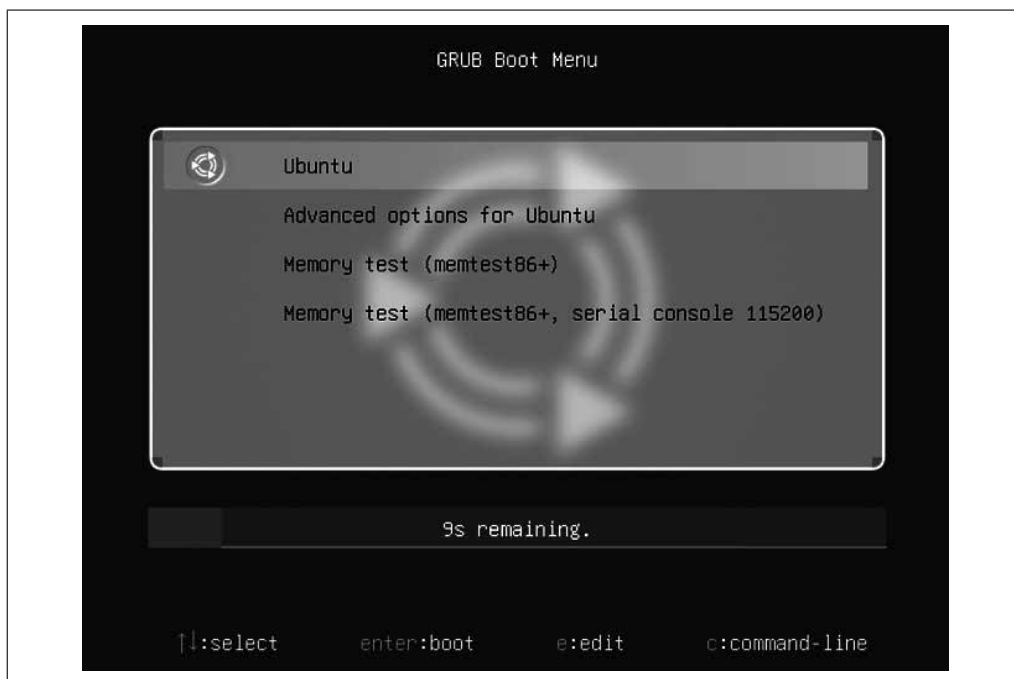 GRUB Boot Menu
Ubuntu
Advanced options for Ubuntu
Memory test (memtest86+)
Memory test (memtest86+, serial console 115200)
9s remaining.
↑↓:select enter:boot e:edit c:command-line